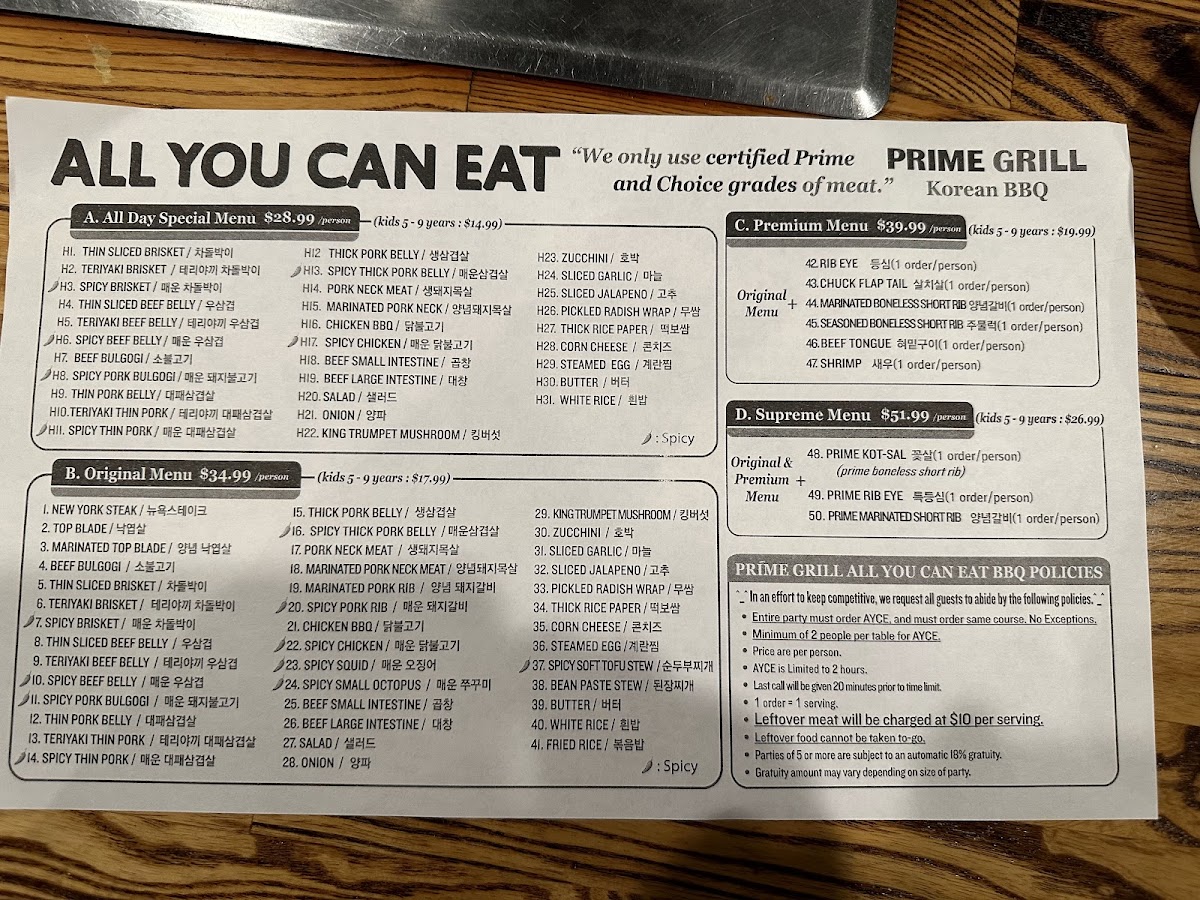 ALL YOU CAN EAT
“We only use certified Prime
and Choice grades of meat.”
PRIME GRILL
Korean BBQ
A. All Day Special Menu $28.99 /person
(kids 5 - 9 years : $14.99)
H1. THIN SLICED BRISKET / 차돌박이
H2. TERIYAKI BRISKET / 테리야끼 차돌박이
H3. SPICY BRISKET / 매운 차돌박이
H4. THIN SLICED BEEF BELLY / 우삼겹
H5. TERIYAKI BEEF BELLY / 테리야끼 우삼겹
H6. SPICY BEEF BELLY / 매운 우삼겹
H7. BEEF BULGOGI / 소불고기
H8. SPICY PORK BULGOGI / 매운 돼지불고기
H9. THIN PORK BELLY / 대패삼겹살
H10. TERIYAKI THIN PORK / 테리야끼 대패삼겹살
H11. SPICY THIN PORK / 매운 대패삼겹살
H12 THICK PORK BELLY / 생삼겹살
H13. SPICY THICK PORK BELLY / 매운삼겹살
H14. PORK NECK MEAT / 생돼지목살
H15. MARINATED PORK NECK / 양념돼지목살
H16. CHICKEN BBQ / 닭불고기
H17. SPICY CHICKEN / 매운 닭불고기
H18. BEEF SMALL INTESTINE / 곱창
H19. BEEF LARGE INTESTINE / 대창
H20. SALAD / 샐러드
H21. ONION / 양파
H22. KING TRUMPET MUSHROOM / 킹버섯
H23. ZUCCHINI / 호박
H24. SLICED GARLIC / 마늘
H25. SLICED JALAPENO / 고추
H26. PICKLED RADISH WRAP / 무쌈
H27. THICK RICE PAPER / 떡보쌈
H28. CORN CHEESE / 콘치즈
H29. STEAMED EGG / 계란찜
H30. BUTTER / 버터
H31. WHITE RICE / 흰밥
: Spicy
B. Original Menu $34.99 /person
(kids 5 - 9 years : $17.99)
1. NEW YORK STEAK / 뉴욕스테이크
2. TOP BLADE / 낙엽살
3. MARINATED TOP BLADE / 양념 낙엽살
4. BEEF BULGOGI / 소불고기
5. THIN SLICED BRISKET / 차돌박이
6. TERIYAKI BRISKET / 테리야끼 차돌박이
7. SPICY BRISKET / 매운 차돌박이
8. THIN SLICED BEEF BELLY / 우삼겹
9. TERIYAKI BEEF BELLY / 테리야끼 우삼겹
10. SPICY BEEF BELLY / 매운 우삼겹
11. SPICY PORK BULGOGI / 매운 돼지불고기
12. THIN PORK BELLY / 대패삼겹살
13. TERIYAKI THIN PORK / 테리야끼 대패삼겹살
14. SPICY THIN PORK / 매운 대패삼겹살
15. THICK PORK BELLY / 생삼겹살
16. SPICY THICK PORK BELLY / 매운삼겹살
17. PORK NECK MEAT / 생돼지목살
18. MARINATED PORK NECK MEAT / 양념돼지목살
19. MARINATED PORK RIB / 양념 돼지갈비
20. SPICY PORK RIB / 매운 돼지갈비
21. CHICKEN BBQ / 닭불고기
22. SPICY CHICKEN / 매운 닭불고기
23. SPICY SQUID / 매운 오징어
24. SPICY SMALL OCTOPUS / 매운 쭈꾸미
25. BEEF SMALL INTESTINE / 곱창
26. BEEF LARGE INTESTINE / 대창
27. SALAD / 샐러드
28. ONION / 양파
29. KING TRUMPET MUSHROOM / 킹버섯
30. ZUCCHINI / 호박
31. SLICED GARLIC / 마늘
32. SLICED JALAPENO / 고추
33. PICKLED RADISH WRAP / 무쌈
34. THICK RICE PAPER / 떡보쌈
35. CORN CHEESE / 콘치즈
36. STEAMED EGG /계란찜
37. SPICY SOFT TOFU STEW / 순두부찌개
38. BEAN PASTE STEW / 된장찌개
39. BUTTER / 버터
40. WHITE RICE / 흰밥
41. FRIED RICE / 볶음밥
: Spicy
C. Premium Menu $39.99 /person
(kids 5 - 9 years : $19.99)
Original
Menu +
42. RIB EYE 등심(1 order/person)
43. CHUCK FLAP TAIL 살치살(1 order/person)
44. MARINATED BONELESS SHORT RIB 양념갈비(1 order/person)
45. SEASONED BONELESS SHORT RIB 주물럭(1 order/person)
46. BEEF TONGUE 혀밑구이(1 order/person)
47. SHRIMP 새우(1 order/person)
D. Supreme Menu $51.99 /person
(kids 5 - 9 years : $26.99)
Original &
Premium +
Menu
48. PRIME KOT-SAL 꽃살(1 order/person)
(prime boneless short rib)
49. PRIME RIB EYE 특등심(1 order/person)
50. PRIME MARINATED SHORT RIB 양념갈비(1 order/person)
PRIME GRILL ALL YOU CAN EAT BBQ POLICIES
^_^ In an effort to keep competitive, we request all guests to abide by the following policies. ^_^
• Entire party must order AYCE, and must order same course. No Exceptions.
• Minimum of 2 people per table for AYCE.
• Price are per person.
• AYCE is Limited to 2 hours.
• Last call will be given 20 minutes prior to time limit.
• 1 order = 1 serving.
• Leftover meat will be charged at $10 per serving.
• Leftover food cannot be taken to-go.
• Parties of 5 or more are subject to an automatic 18% gratuity.
• Gratuity amount may vary depending on size of party.